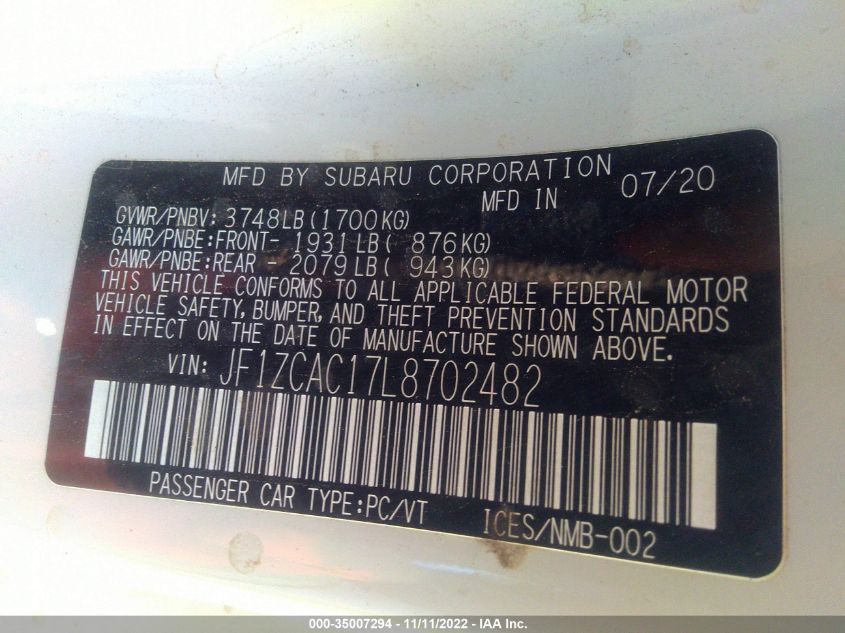 MFD BY SUBARU CORPORATION
MFD IN 07/20
GVWR/PNBV: 3748LB(1700KG)
GAWR/PNBE:FRONT- 1931LB( 876KG)
GAWR/PNBE:REAR - 2079LB( 943KG)
THIS VEHICLE CONFORMS TO ALL APPLICABLE FEDERAL MOTOR
VEHICLE SAFETY, BUMPER, AND THEFT PREVENTION STANDARDS
IN EFFECT ON THE DATE OF MANUFACTURE SHOWN ABOVE.
VIN: JF1ZCAC17L8702482
PASSENGER CAR TYPE:PC/VT
ICES/NMB-002
000-35007294 - 11/11/2022 - IAA Inc.